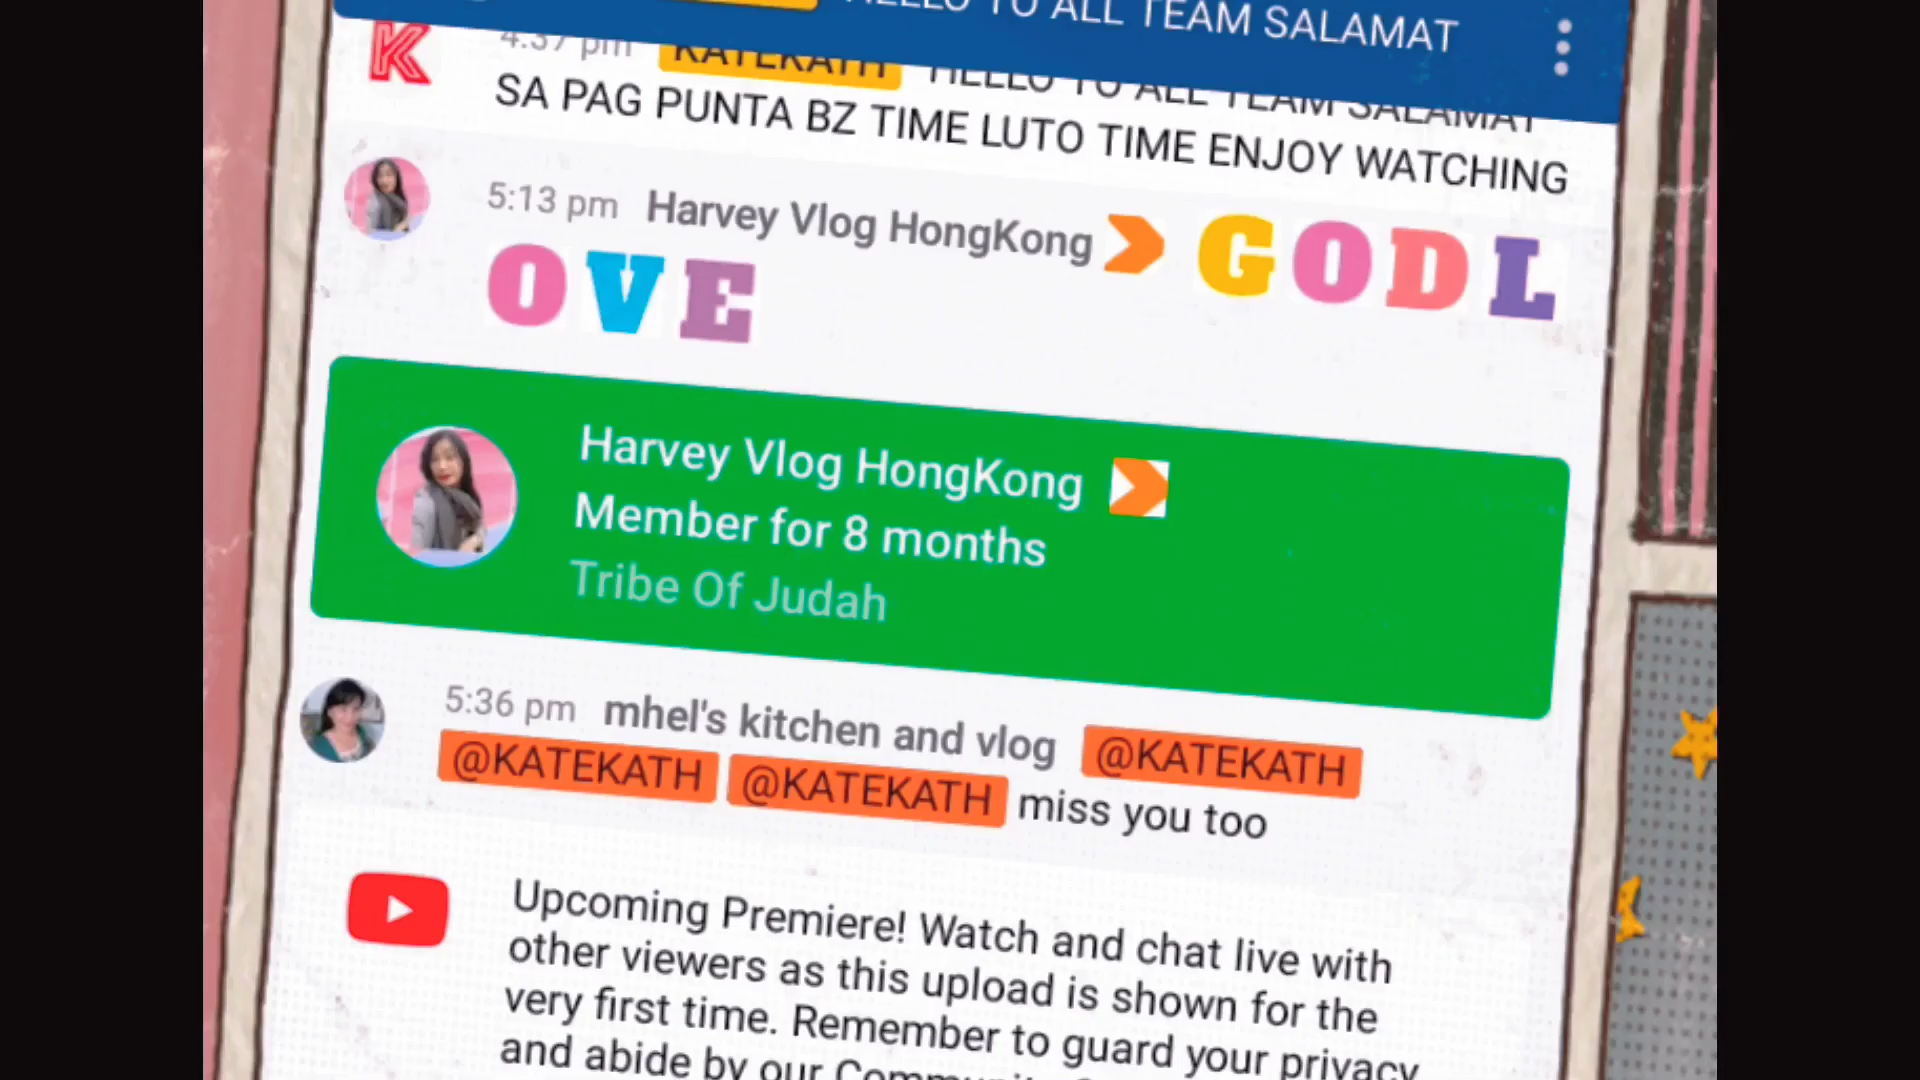 HELLO TO ALL TEAM SALAMAT
4:37 pm KATEKATH HELLO TO ALL TEAM SALAMAT
SA PAG PUNTA BZ TIME LUTO TIME ENJOY WATCHING
5:13 pm Harvey Vlog HongKong GODL
OVE
Harvey Vlog HongKong
Member for 8 months
Tribe Of Judah
5:36 pm mhel's kitchen and vlog @KATEKATH
@KATEKATH @KATEKATH miss you too
Upcoming Premiere! Watch and chat live with
other viewers as this upload is shown for the
very first time. Remember to guard your privacy
and abide by our